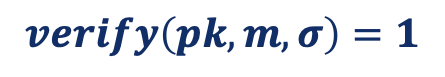 verify(pk, m, σ) = 1